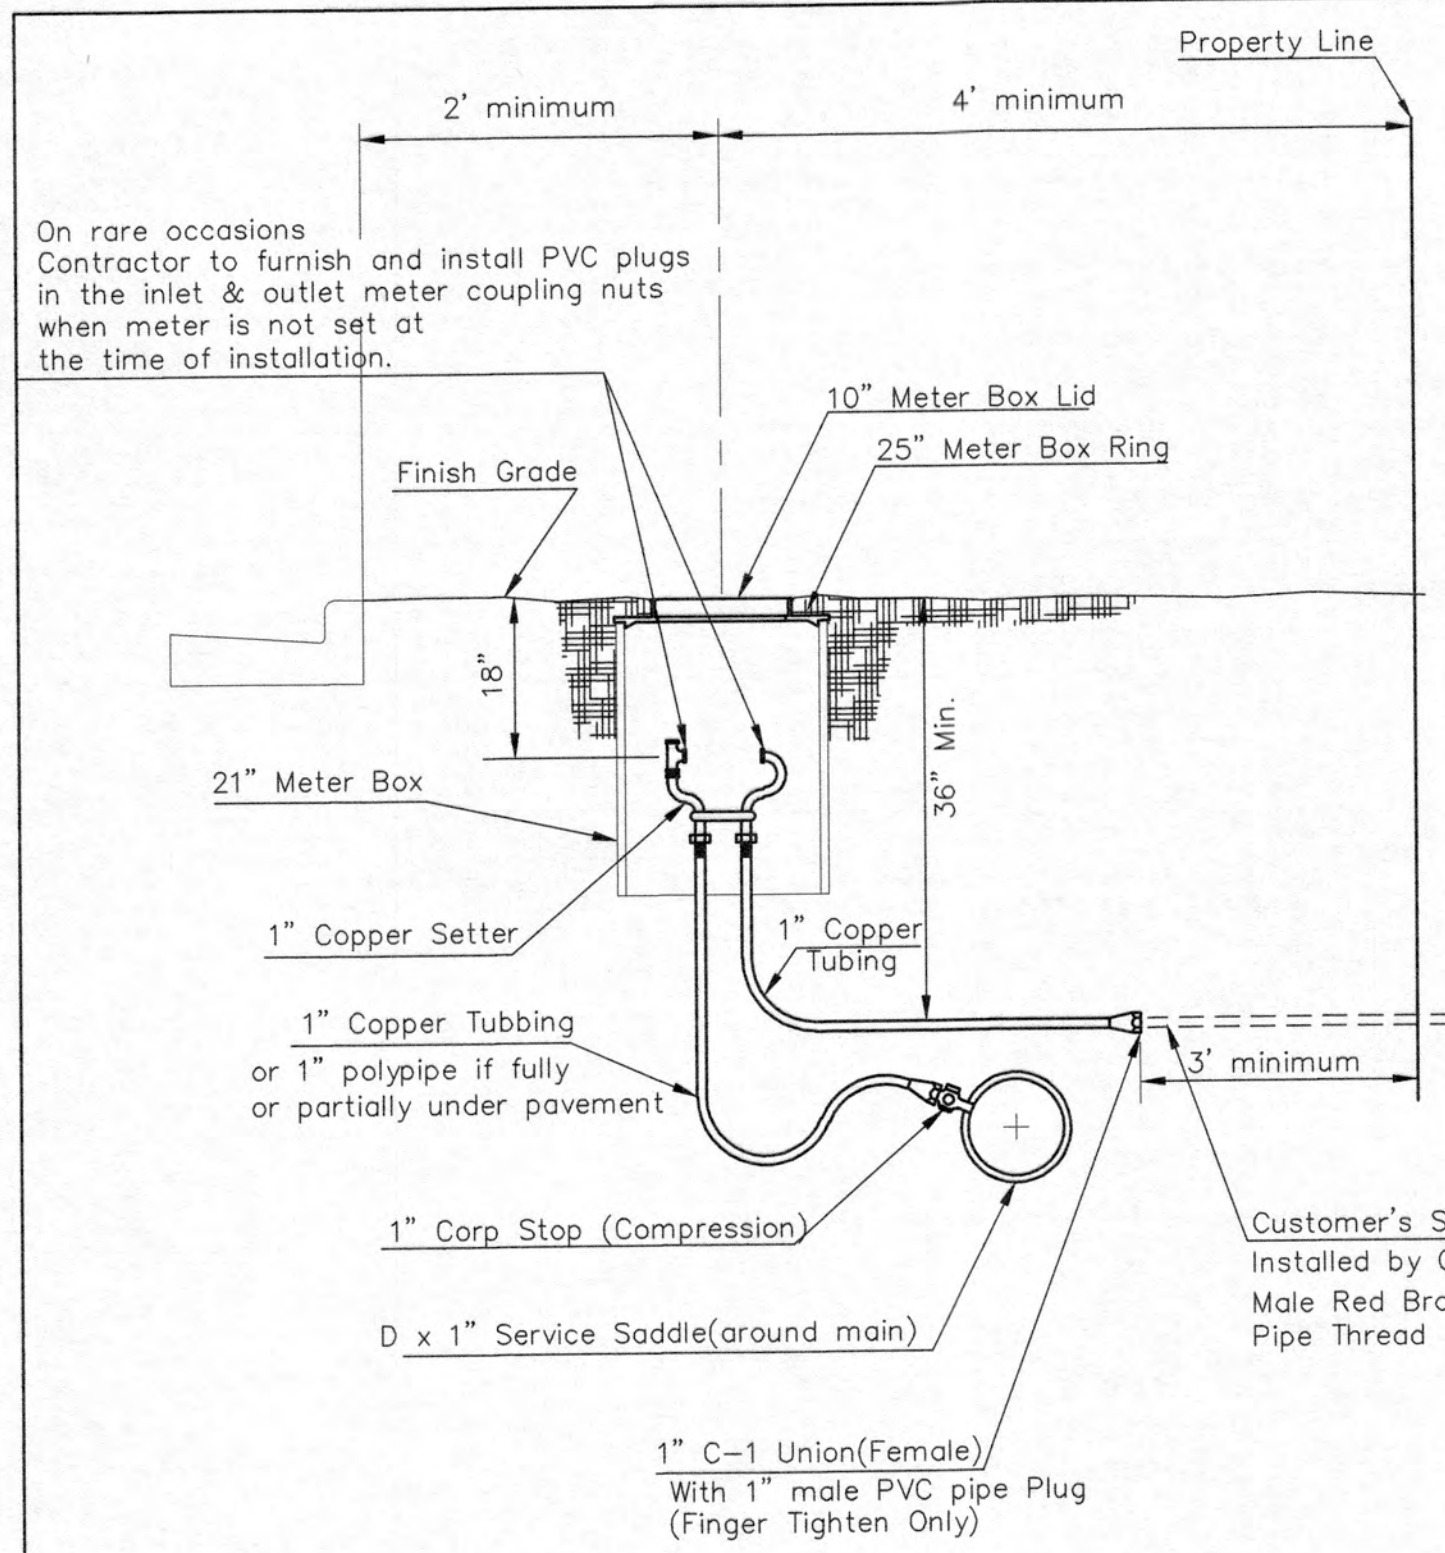 Property Line
2' minimum
4' minimum
On rare occasions
Contractor to furnish and install PVC plugs
in the inlet & outlet meter coupling nuts
when meter is not set at
the time of installation.
10" Meter Box Lid
25" Meter Box Ring
Finish Grade
18"
36" Min.
21" Meter Box
1" Copper Setter
1" Copper
Tubing
1" Copper Tubbing
or 1" polypipe if fully
or partially under pavement
3' minimum
1" Corp Stop (Compression)
Customer's S
Installed by
Male Red
Pipe Thread
D x 1" Service Saddle(around main)
1" C-1 Union(Female)
With 1" male PVC pipe Plug
(Finger Tighten Only)